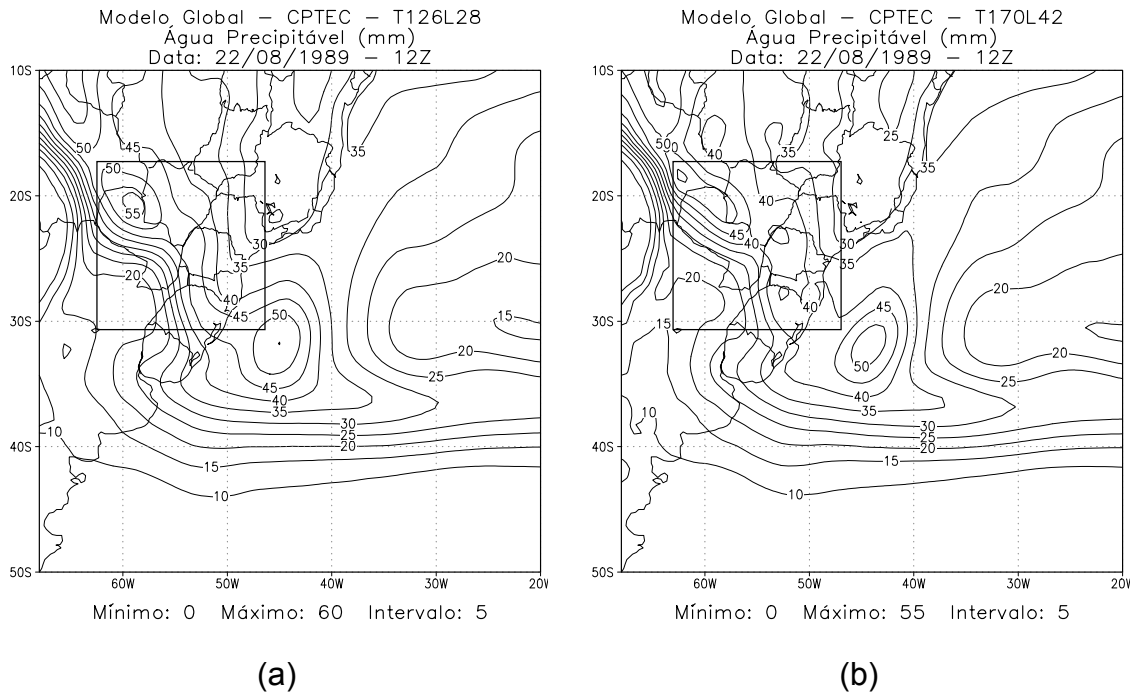 Modelo Global – CPTEC – T126L28
Água Precipitável (mm)
Data: 22/08/1989 – 12Z
10S
50
45
35
50
20S
55
30
35
20
20
40
45
50
15
30S
20
25
45
40
35
30
25
20
10
40S
15
10
50S
60W
50W
40W
30W
20W
Mínimo: 0 Máximo: 60 Intervalo: 5
(a)
Modelo Global – CPTEC – T170L42
Água Precipitável (mm)
Data: 22/08/1989 – 12Z
10S
25
50
40
35
35
20S
40
45
40
30
35
20
20
40
40
45
15
30S
20
50
25
40
35
10
30
25
20
40S
15
10
50S
60W
50W
40W
30W
20W
Mínimo: 0 Máximo: 55 Intervalo: 5
(b)